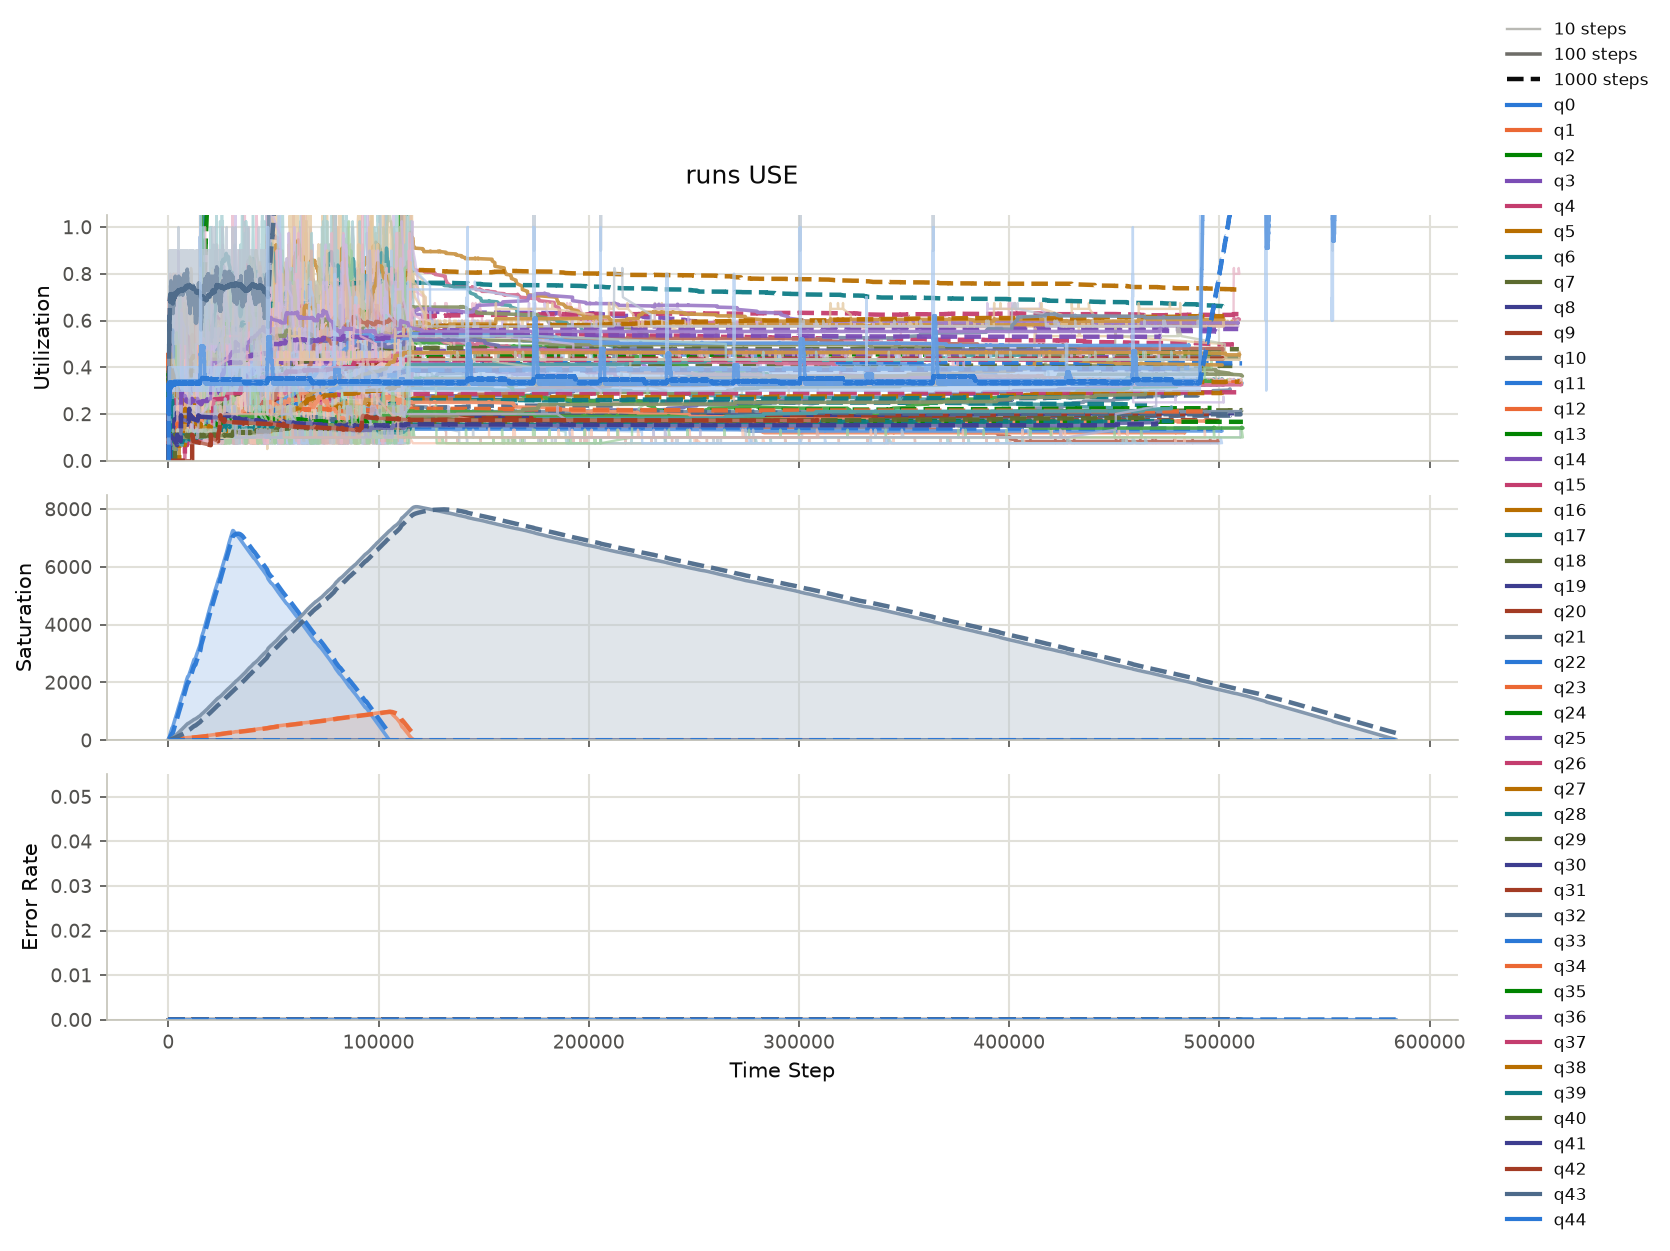 runs USE
Utilization
1.0
0.8
0.6
0.4
0.2
0.0
Saturation
8000
6000
4000
2000
0
Error Rate
0.05
0.04
0.03
0.02
0.01
0.00
0
100000
200000
300000
400000
500000
600000
Time Step
10 steps
100 steps
1000 steps
q0
q1
q2
q3
q4
q5
q6
q7
q8
q9
q10
q11
q12
q13
q14
q15
q16
q17
q18
q19
q20
q21
q22
q23
q24
q25
q26
q27
q28
q29
q30
q31
q32
q33
q34
q35
q36
q37
q38
q39
q40
q41
q42
q43
q44